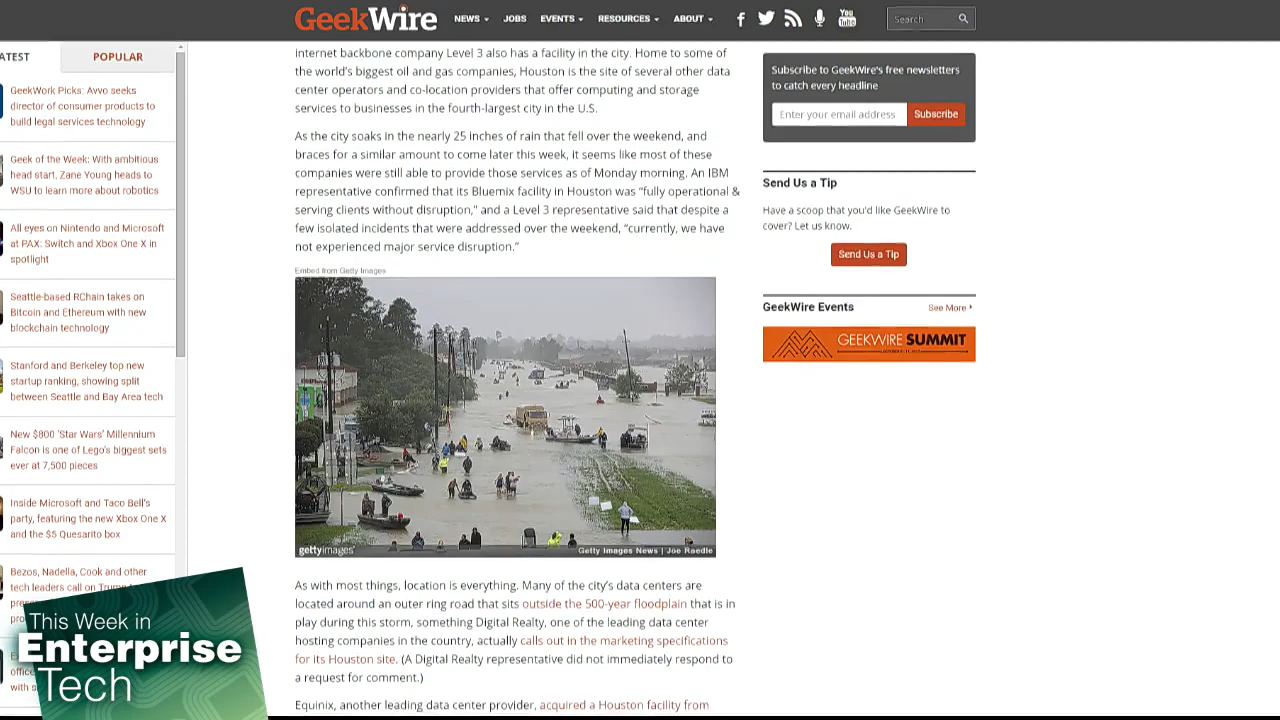 GeekWire
NEWS
JOBS
EVENTS
RESOURCES
ABOUT
You
Tube
Search
ATEST
POPULAR
GeekWork Picks: Avvo seeks
director of consumer products to
build legal services technology
Geek of the Week: With ambitious
head start, Zane Young heads to
WSU to learn more about robotics
All eyes on Nintendo and Microsoft
at PAX: Switch and Xbox One X in
spotlight
Seattle-based RChain takes on
Bitcoin and Ethereum with new
blockchain technology
Stanford and Berkeley top new
startup ranking, showing split
between Seattle and Bay Area tech
New $800 'Star Wars' Millennium
Falcon is one of Lego's biggest sets
ever at 7,500 pieces
Inside Microsoft and Taco Bell's
party, featuring the new Xbox One X
and the $5 Quesarito box
Bezos, Nadella, Cook and other
tech leaders call on Trump
internet backbone company Level 3 also has a facility in the city. Home to some of
the world's biggest oil and gas companies, Houston is the site of several other data
center operators and co-location providers that offer computing and storage
services to businesses in the fourth-largest city in the U.S.
As the city soaks in the nearly 25 inches of rain that fell over the weekend, and
braces for a similar amount to come later this week, it seems like most of these
companies were still able to provide those services as of Monday morning. An IBM
representative confirmed that its Bluemix facility in Houston was "fully operational &
serving clients without disruption," and a Level 3 representative said that despite a
few isolated incidents that were addressed over the weekend, "currently, we have
not experienced major service disruption."
Embed from Getty Images
gettyimages
Getty Images News | Joe Raedle
As with most things, location is everything. Many of the city's data centers are
located around an outer ring road that sits outside the 500-year floodplain that is in
play during this storm, something Digital Realty, one of the leading data center
hosting companies in the country, actually calls out in the marketing specifications
for its Houston site. (A Digital Realty representative did not immediately respond to
a request for comment.)
Equinix, another leading data center provider, acquired a Houston facility from
Subscribe to GeekWire's free newsletters
to catch every headline
Enter your email address
Subscribe
Send Us a Tip
Have a scoop that you'd like GeekWire to
cover? Let us know.
Send Us a Tip
GeekWire Events
See More
GEEKWIRE SUMMIT
This Week in
Enterprise
Tech